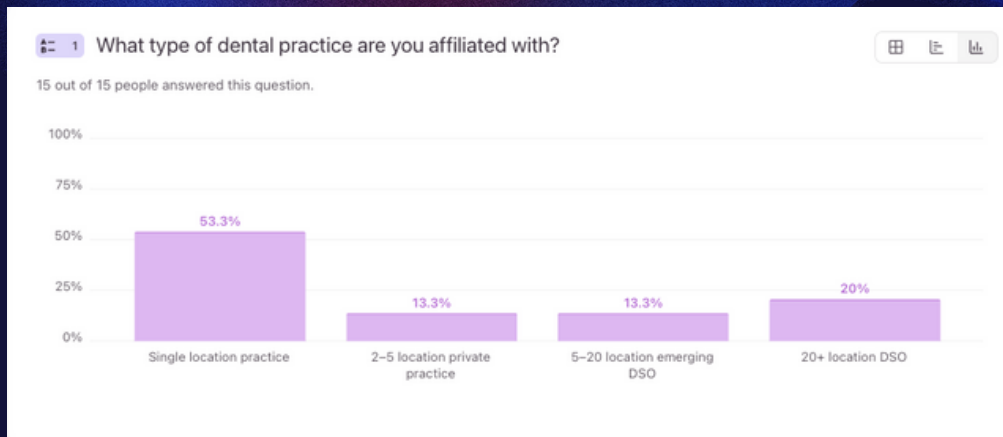 1 What type of dental practice are you affiliated with?
15 out of 15 people answered this question.
100%
75%
50%
25%
0%
53.3%
13.3%
13.3%
20%
Single location practice
2–5 location private
practice
5–20 location emerging
DSO
20+ location DSO